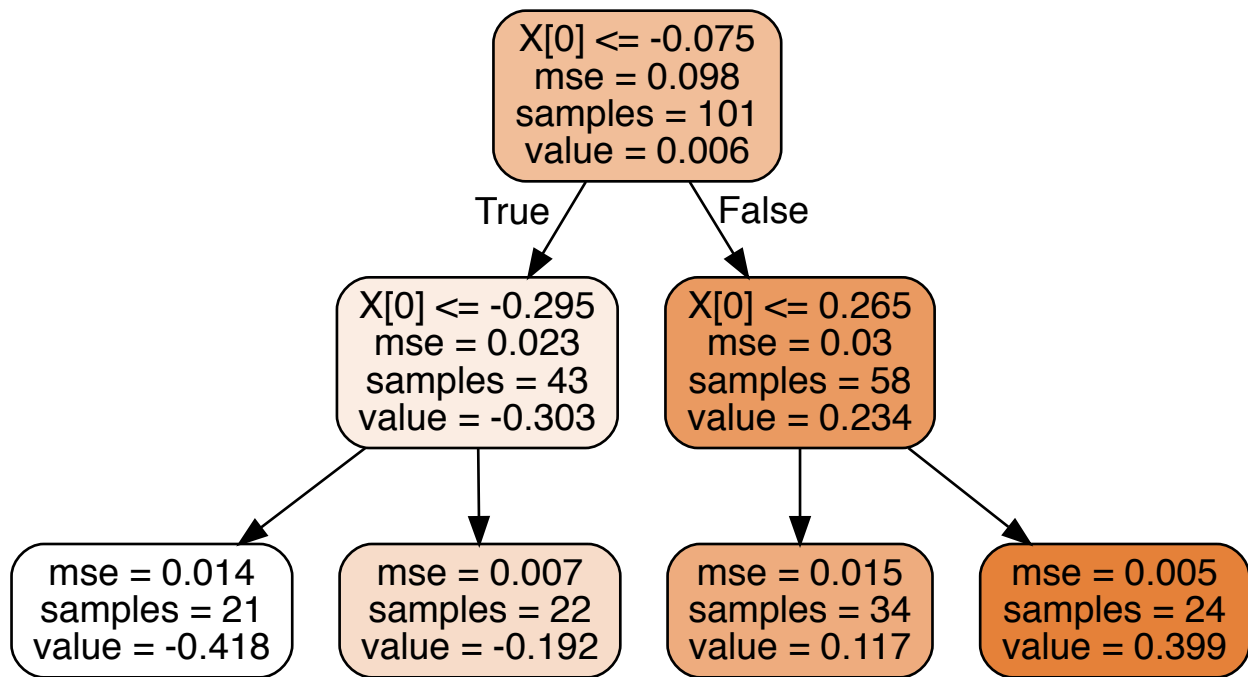 X[0] <= -0.075
mse = 0.098
samples = 101
value = 0.006
True
False
X[0] <= -0.295
mse = 0.023
samples = 43
value = -0.303
X[0] <= 0.265
mse = 0.03
samples = 58
value = 0.234
mse = 0.014
samples = 21
value = -0.418
mse = 0.007
samples = 22
value = -0.192
mse = 0.015
samples = 34
value = 0.117
mse = 0.005
samples = 24
value = 0.399